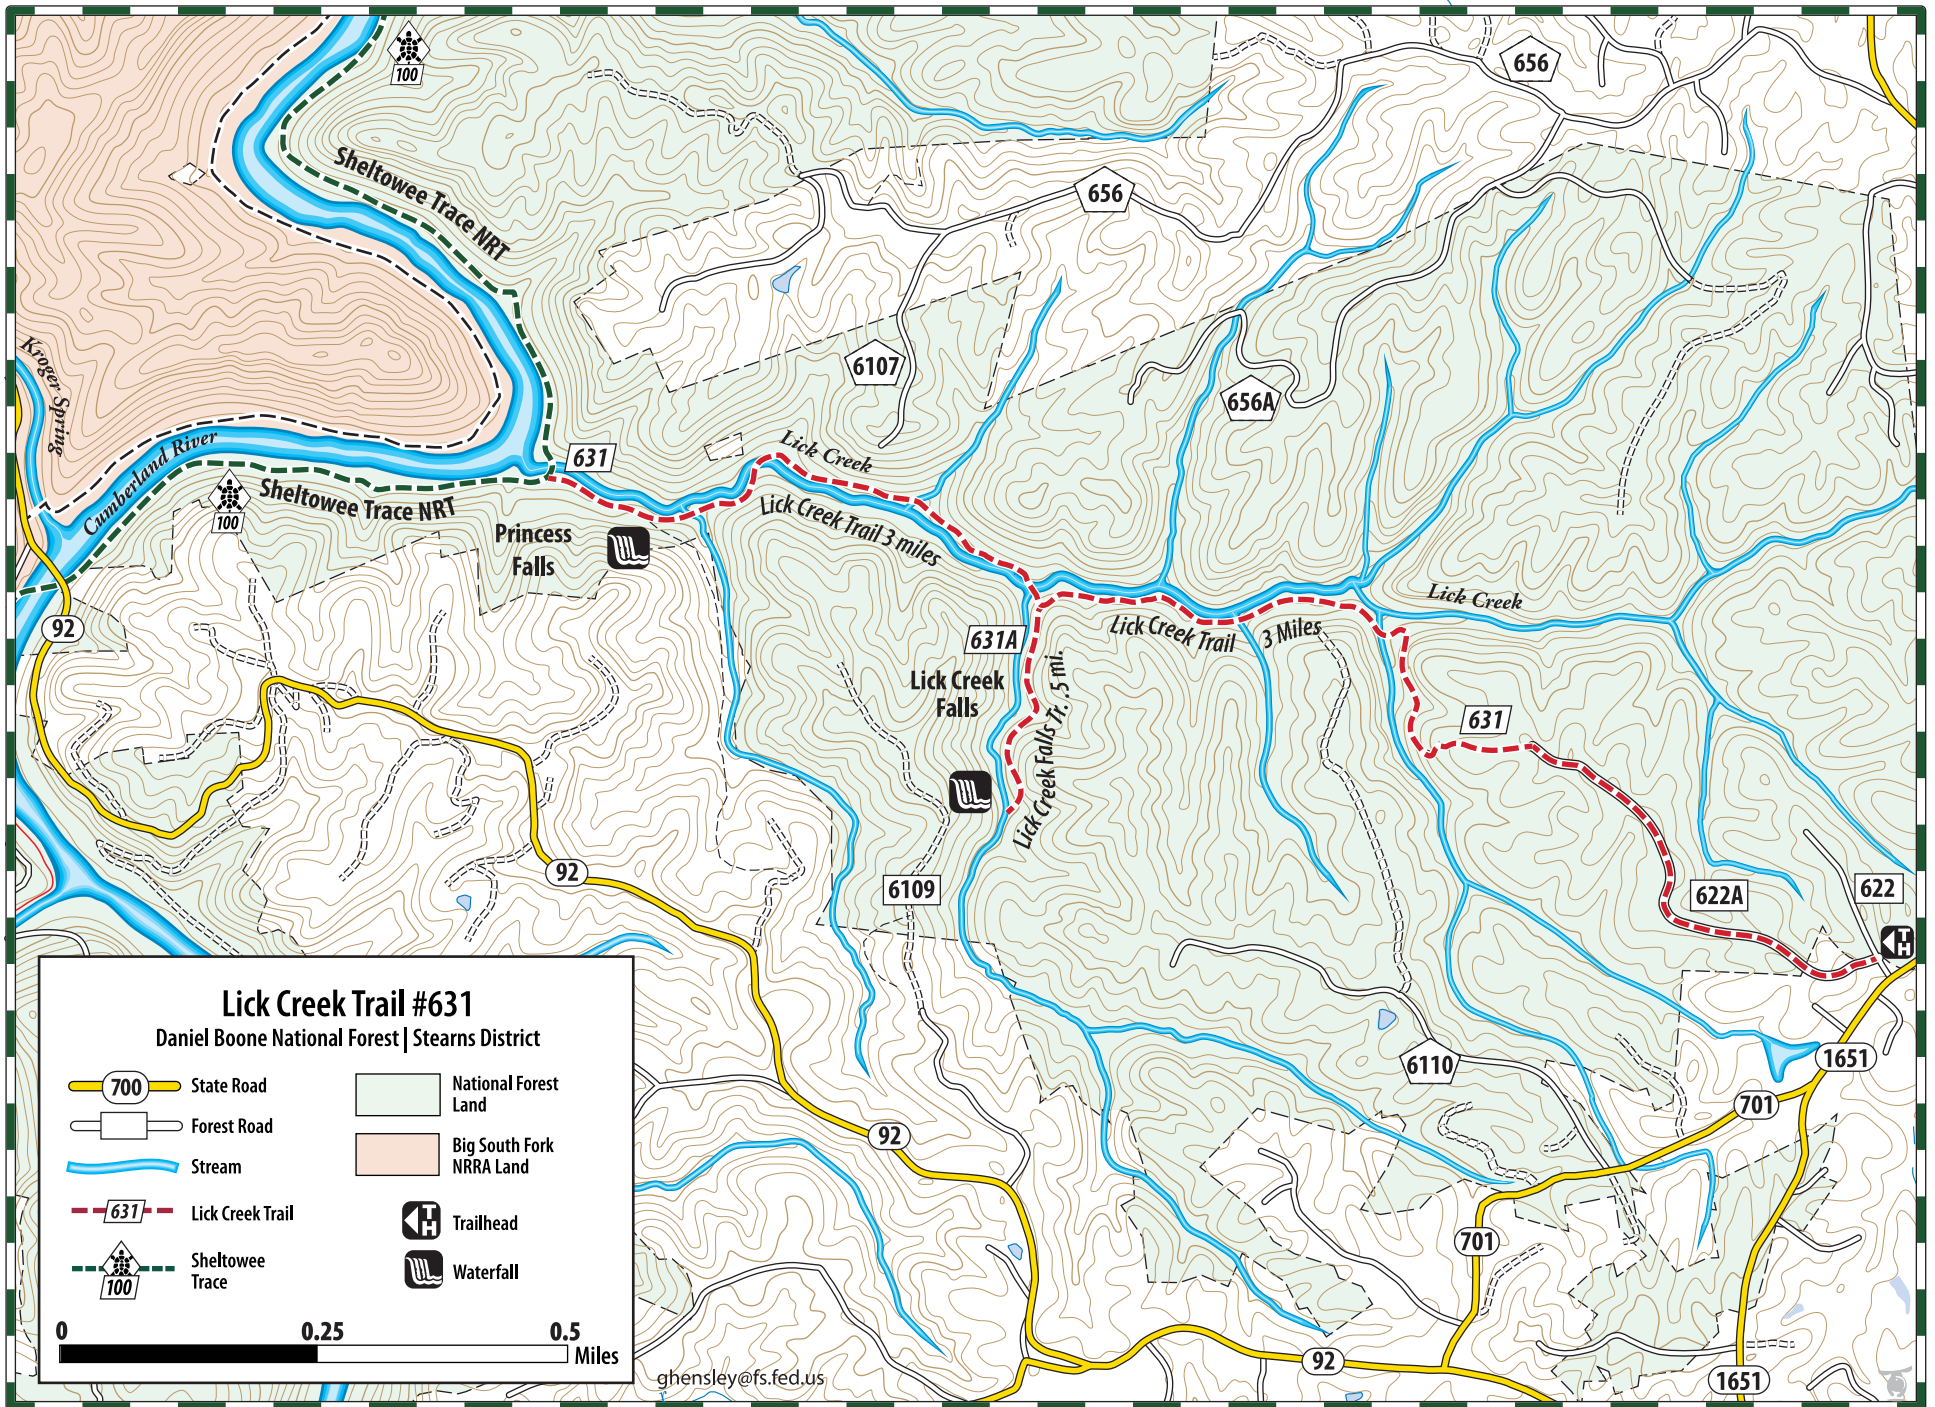 100
656
Sheltowee Trace NRT
656
Kroger Spring
6107
656A
Cumberland River
631
Lick Creek
100
Sheltowee Trace NRT
Princess
Falls
Lick Creek Trail 3 miles
Lick Creek
92
631A
Lick Creek Trail
3 Miles
Lick Creek
Falls
Lick Creek Falls Tr. .5 mi.
631
92
6109
622A
622
TH
6110
1651
701
92
701
92
1651
Lick Creek Trail #631
Daniel Boone National Forest | Stearns District
700
State Road
Forest Road
Stream
631
Lick Creek Trail
100
Sheltowee
Trace
National Forest
Land
Big South Fork
NRRA Land
TH
Trailhead
Waterfall
0
0.25
0.5
Miles
ghensley@fs.fed.us